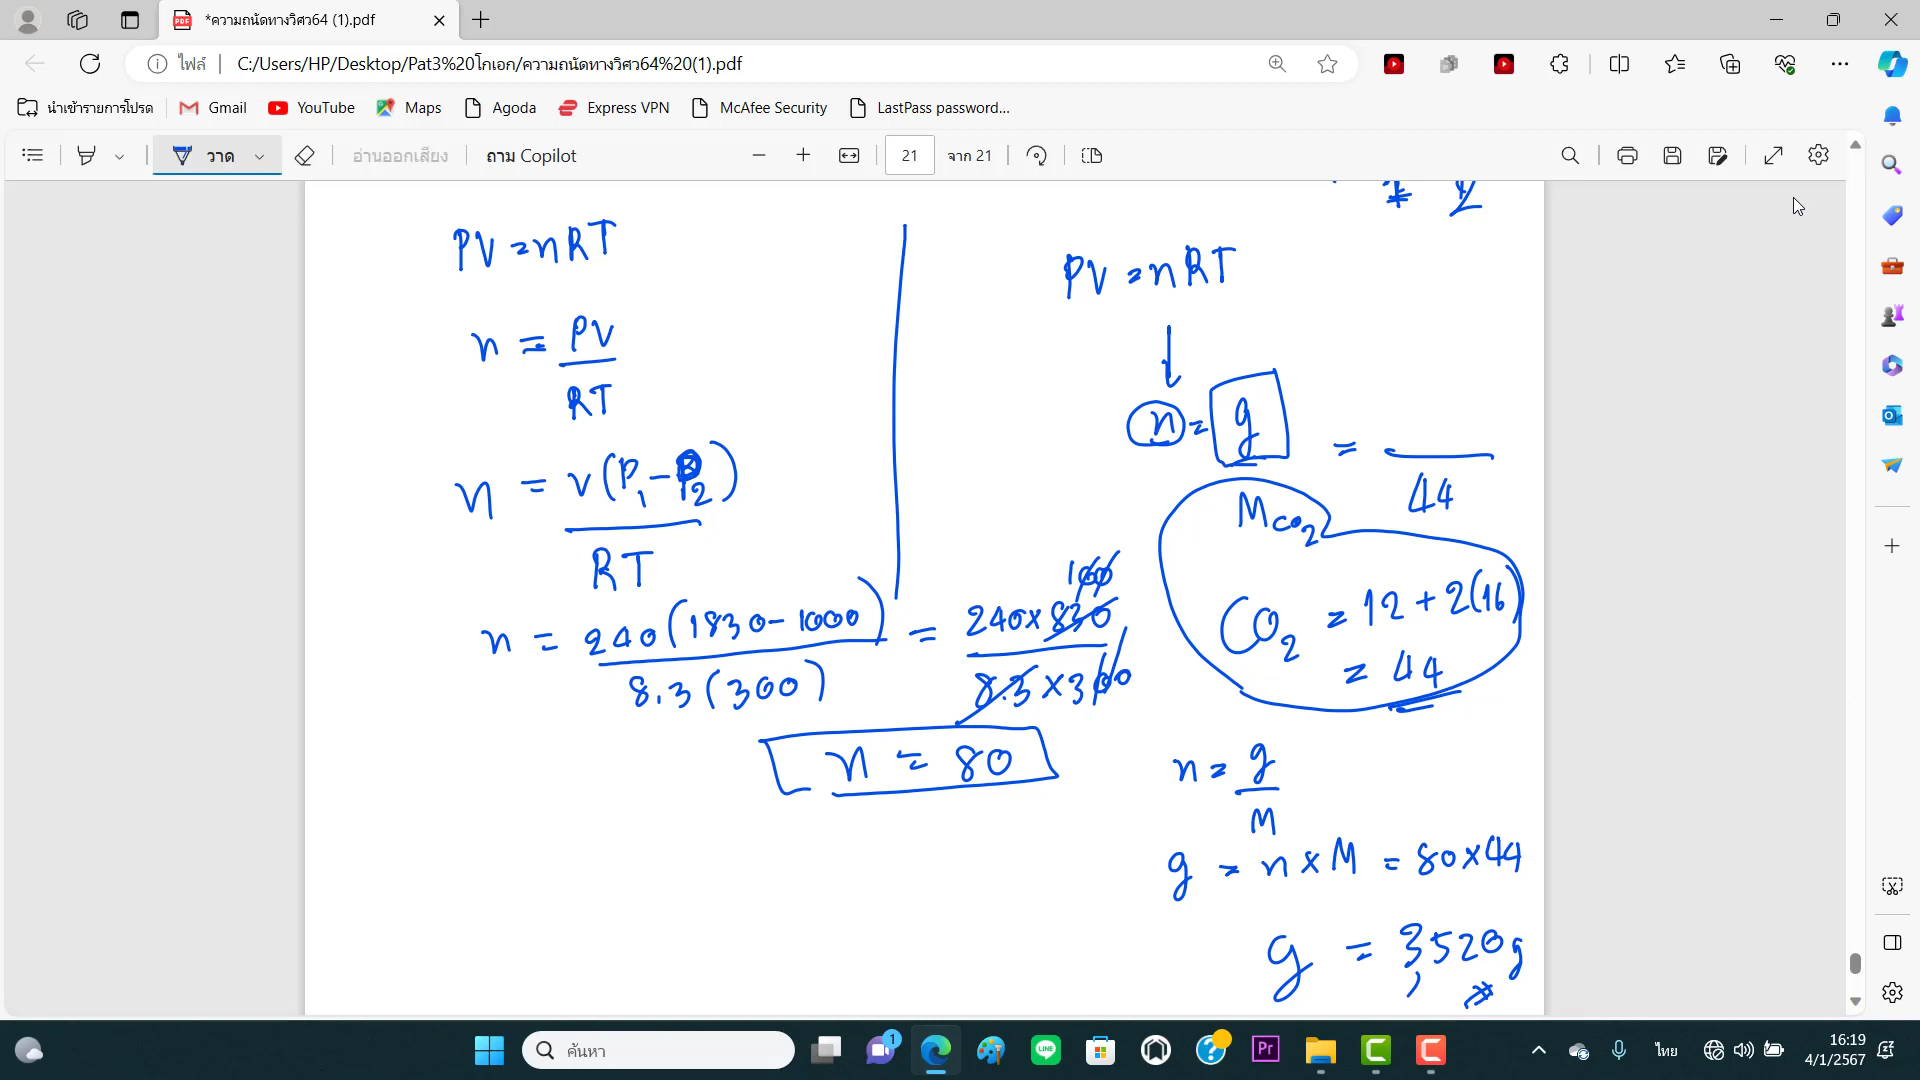 *ความถนัดทางวิศว64 (1).pdf
ไฟล์ C:/Users/HP/Desktop/Pat3%20โกเอก/ความถนัดทางวิศว64%20(1).pdf
นำเข้ารายการโปรด Gmail YouTube Maps Agoda Express VPN McAfee Security LastPass password...
วาด อ่านออกเสียง ถาม Copilot 21 จาก 21
PV = nRT
n = PV
RT
n = v(P1 - P2)
RT
n = 240(1830 - 1000) = 240 x 830 100
8.3(300) 8.3 x 300
n = 80
PV = nRT
n = g =
M CO2 44
CO2 = 12 + 2(16)
= 44
n = g
M
g = n x M = 80 x 44
g = 3,520g
ค้นหา
1
Pr
LINE
ไทย
16:19
4/1/2567